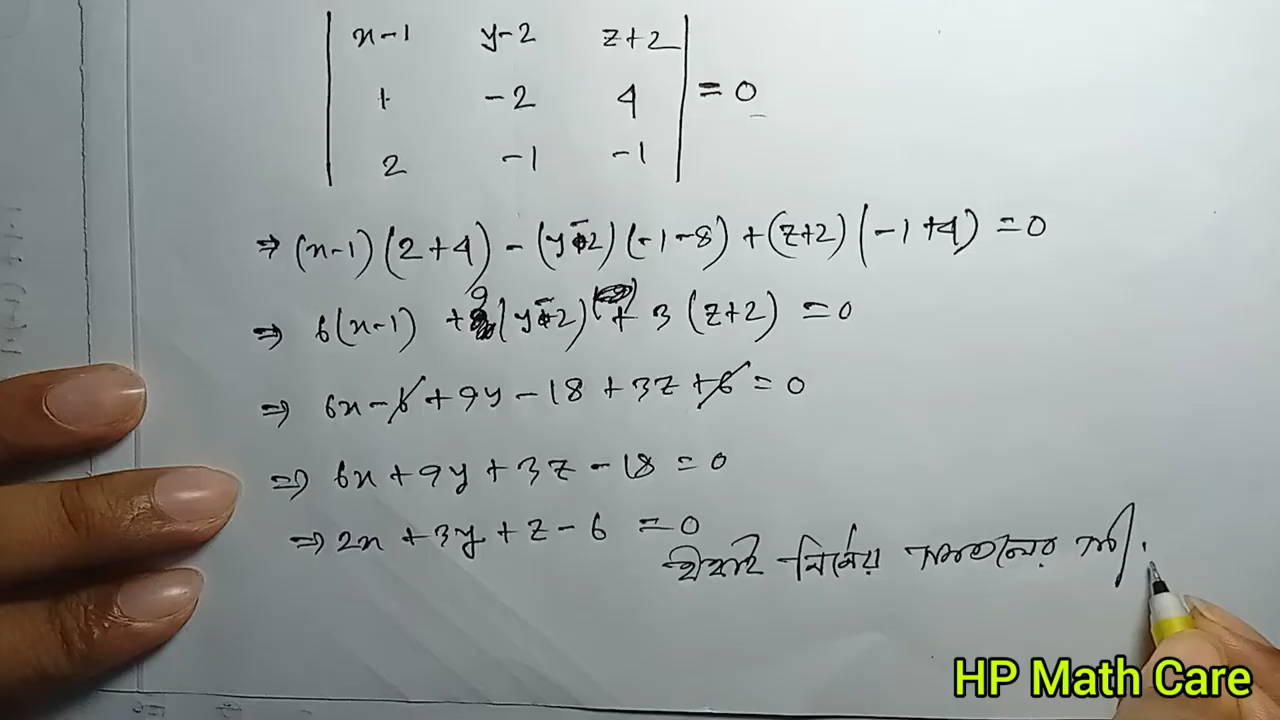 | x-1 y-2 z+2 |
| 1 -2 4 | = 0
| 2 -1 -1 |
⇒ (x-1)(2+4) - (y-2)(-1-8) + (z+2)(-1+4) = 0
⇒ 6(x-1) + 9(y-2) + 3(z+2) = 0
⇒ 6x - 6 + 9y - 18 + 3z + 6 = 0
⇒ 6x + 9y + 3z - 18 = 0
⇒ 2x + 3y + z - 6 = 0
ইহাই নির্ণেয় সমতলের সমী.
HP Math Care